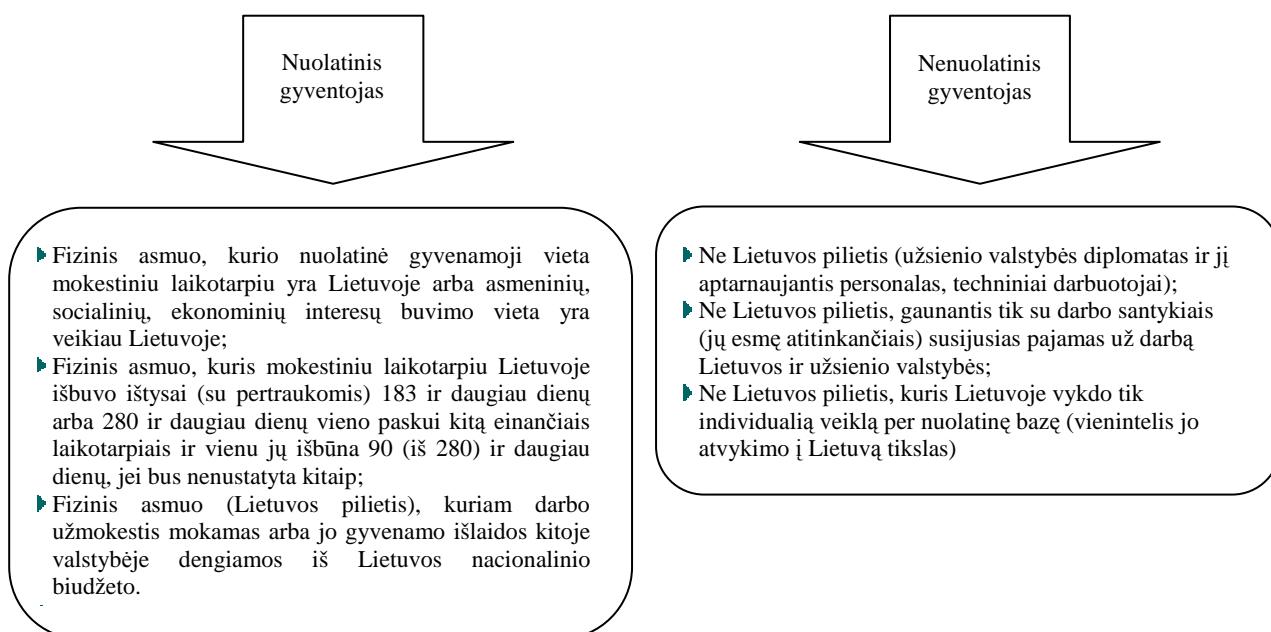 Nuolatinis
gyventojas
Fizinis asmuo, kurio nuolatinė gyvenamoji vieta
mokestiniu laikotarpiu yra Lietuvoje arba asmeninių,
socialinių, ekonominių interesų buvimo vieta yra
veikiau Lietuvoje;
Fizinis asmuo, kuris mokestiniu laikotarpiu Lietuvoje
išbuvo ištysai (su pertraukomis) 183 ir daugiau dienų
arba 280 ir daugiau dienų vieno paskui kitą einančiais
laikotarpiais ir vienu jų išbūna 90 (iš 280) ir daugiau
dienų, jei bus nenustatyta kitaip;
Fizinis asmuo (Lietuvos pilietis), kuriam darbo
užmokestis mokamas arba jo gyvenamo išlaidos kitoje
valstybėje dengiamos iš Lietuvos nacionalinio
biudžeto.
Nenuolatinis
gyventojas
Ne Lietuvos pilietis (užsienio valstybės diplomatas ir jį
aptarnaujantis personalas, techniniai darbuotojai);
Ne Lietuvos pilietis, gaunantis tik su darbo santykiais
(jų esmę atitinkančiais) susijusias pajamas už darbą
Lietuvos ir užsienio valstybės;
Ne Lietuvos pilietis, kuris Lietuvoje vykdo tik
individualią veiklą per nuolatinę bazę (vienintelis jo
atvykimo į Lietuvą tikslas)